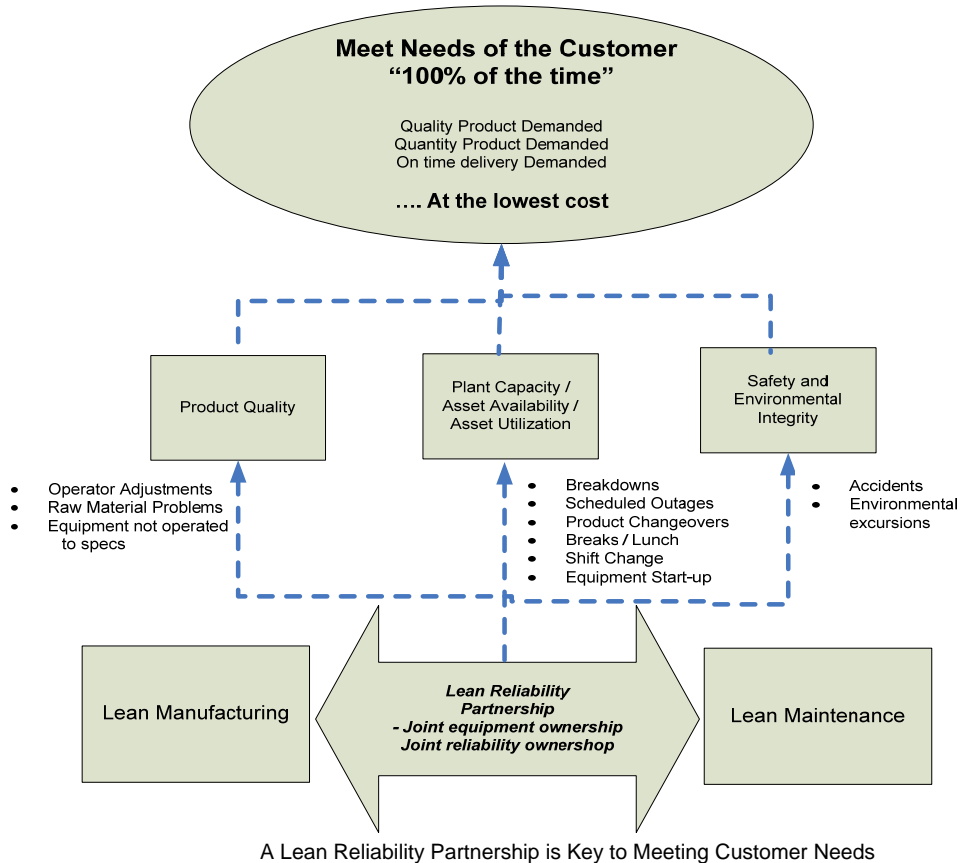 Meet Needs of the Customer
“100% of the time”
Quality Product Demanded
Quantity Product Demanded
On time delivery Demanded
…. At the lowest cost
Product Quality
Plant Capacity /
Asset Availability /
Asset Utilization
Safety and
Environmental
Integrity
• Operator Adjustments
• Raw Material Problems
• Equipment not operated
to specs
• Breakdowns
• Scheduled Outages
• Product Changeovers
• Breaks / Lunch
• Shift Change
• Equipment Start-up
• Accidents
• Environmental
excursions
Lean Manufacturing
Lean Reliability
Partnership
- Joint equipment ownership
Joint reliability ownershop
Lean Maintenance
A Lean Reliability Partnership is Key to Meeting Customer Needs